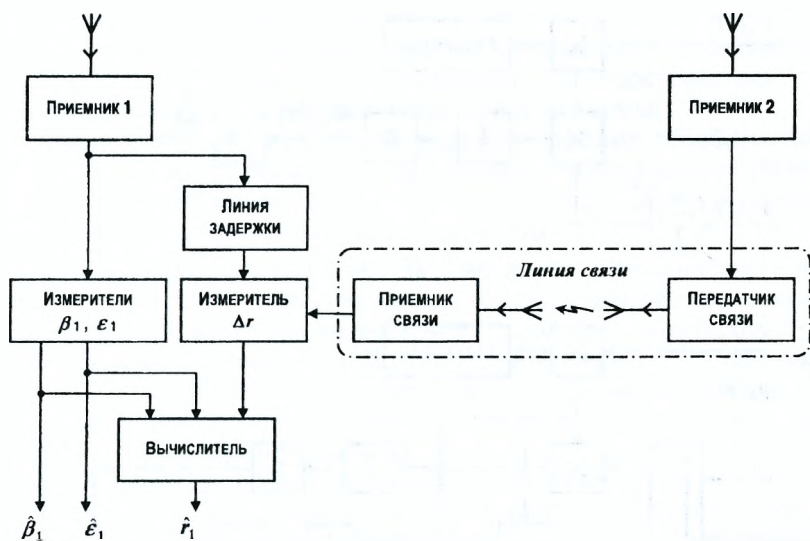 ПРИЕМНИК 1
ПРИЕМНИК 2
ЛИНИЯ
ЗАДЕРЖКИ
Линия связи
ИЗМЕРИТЕЛИ
β₁, ε₁
ИЗМЕРИТЕЛЬ
Δr
ПРИЕМНИК
СВЯЗИ
ПЕРЕДАТЧИК
СВЯЗИ
ВЫЧИСЛИТЕЛЬ
β̂₁
ε̂₁
r̂₁